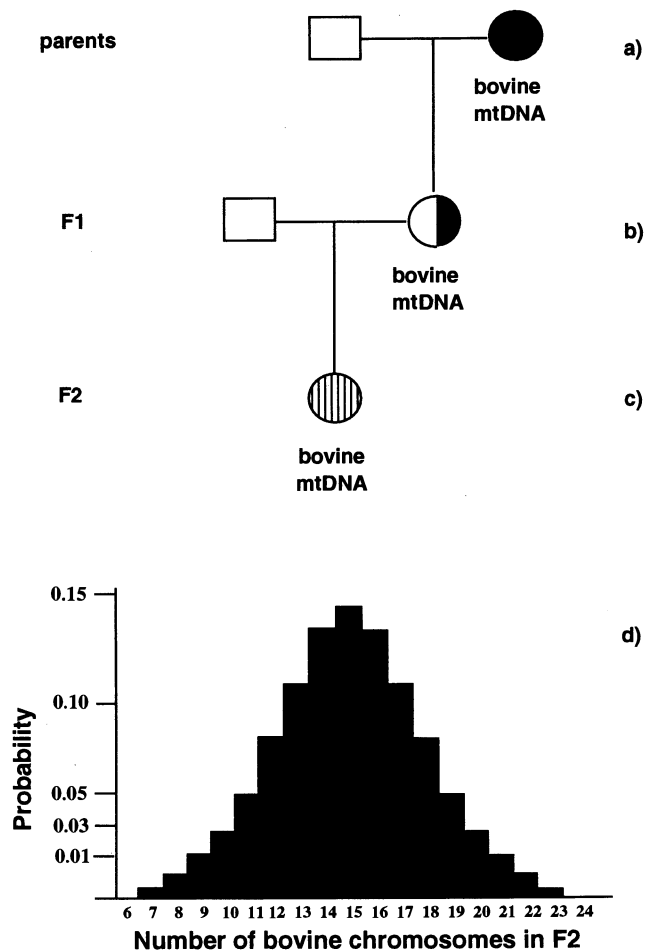 parents
a)
bovine
mtDNA
F1
b)
bovine
mtDNA
F2
c)
bovine
mtDNA
d)
0.15
0.10
0.05
0.03
0.01
Probability
6 7 8 9 10 11 12 13 14 15 16 17 18 19 20 21 22 23 24
Number of bovine chromosomes in F2